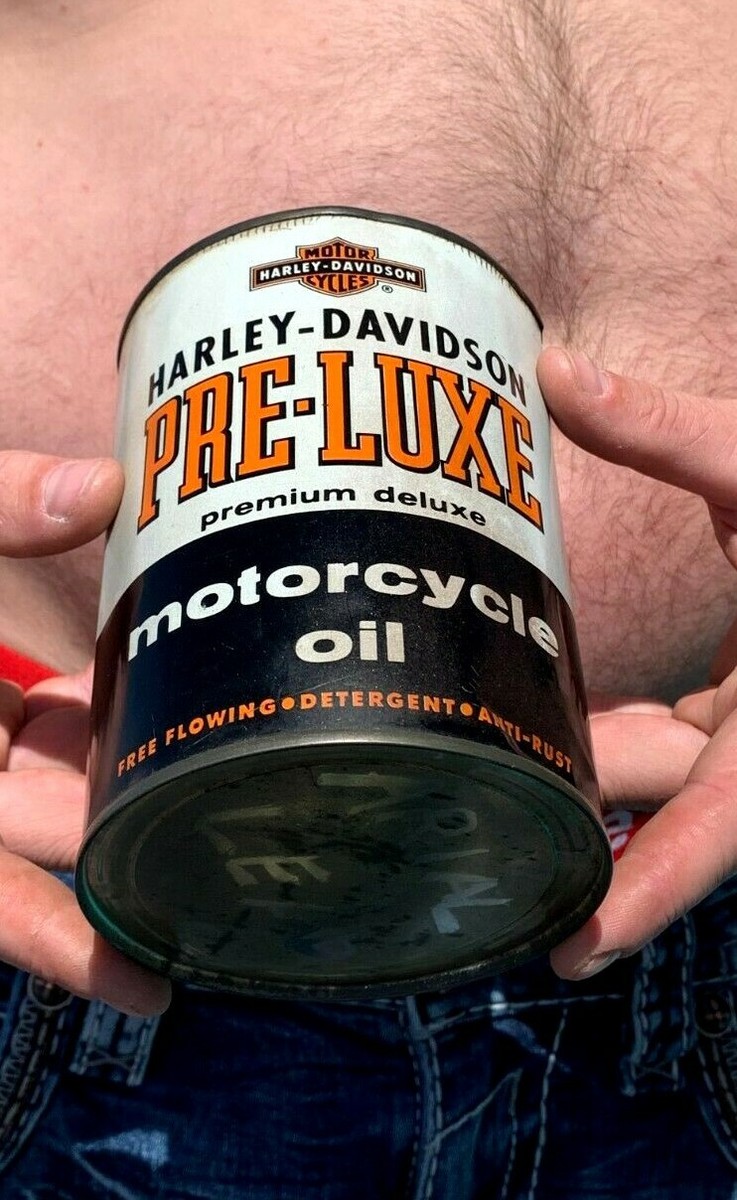 MOTOR
HARLEY-DAVIDSON
CYCLES
®
HARLEY-DAVIDSON
PRE·LUXE
premium deluxe
motorcycle
oil
FREE FLOWING•DETERGENT•ANTI-RUST